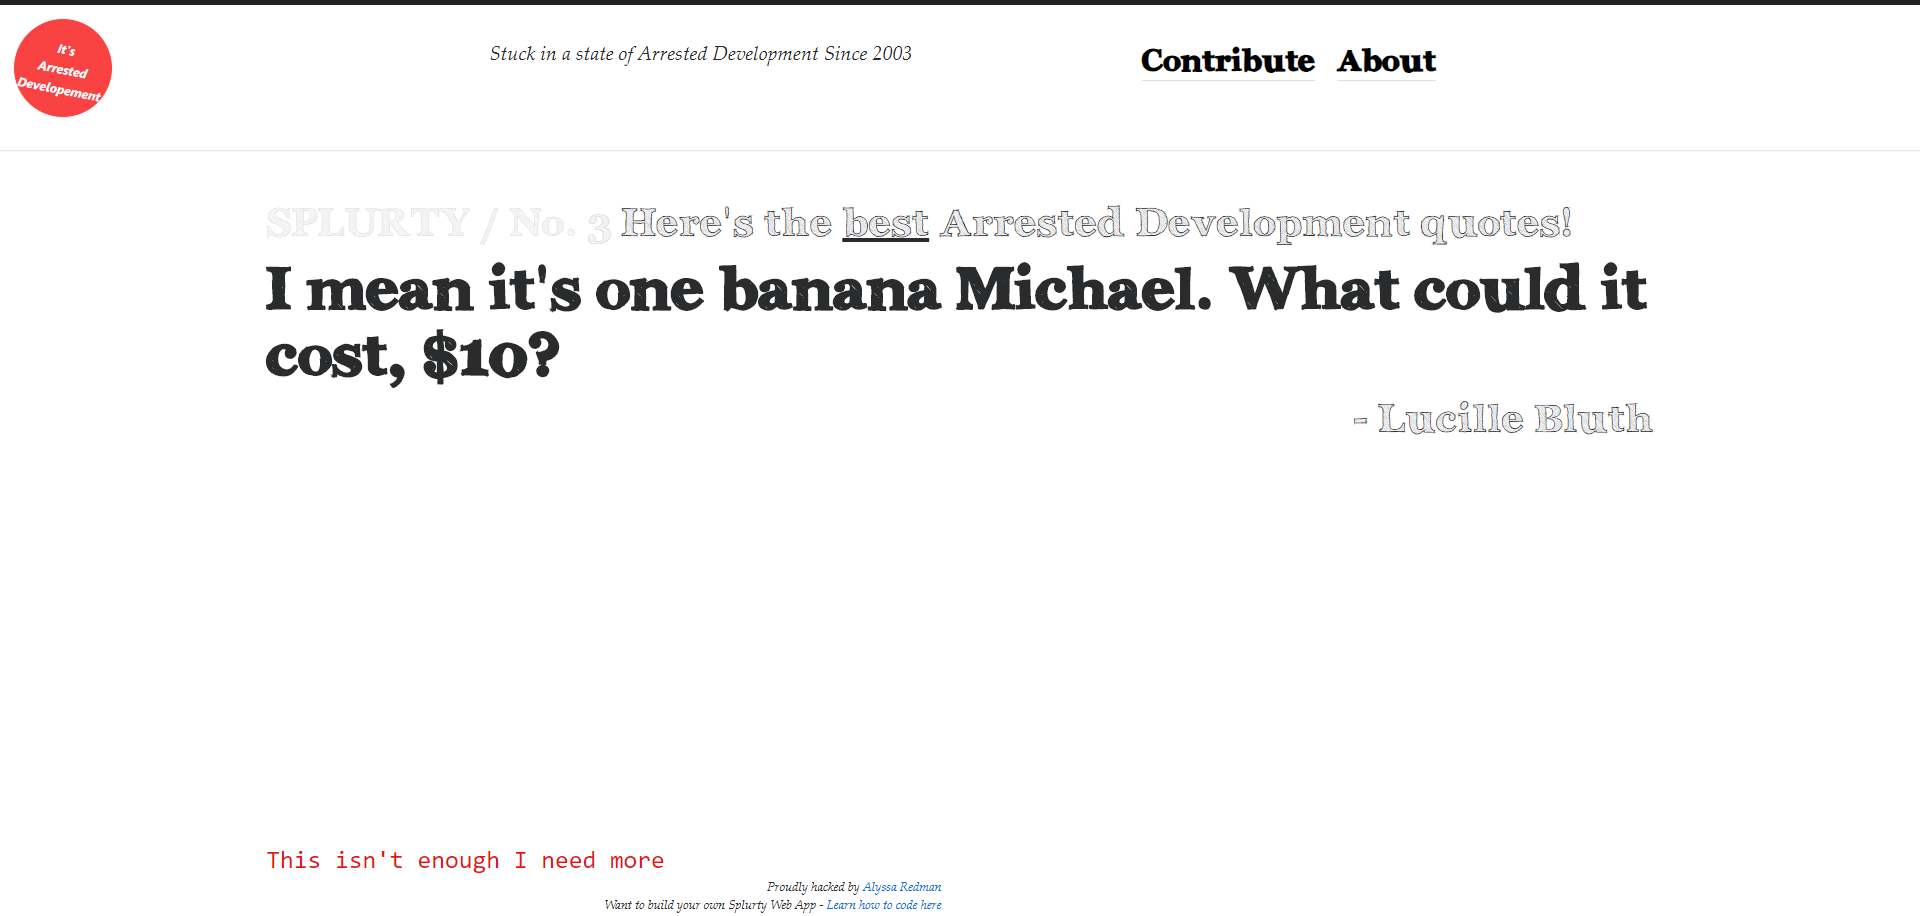 It's
Arrested
Developement
Stuck in a state of Arrested Development Since 2003
Contribute About
SPLURTY / No. 3 Here's the best Arrested Development quotes!
I mean it's one banana Michael. What could it
cost, $10?
- Lucille Bluth
This isn't enough I need more
Proudly hacked by Alyssa Redman
Want to build your own Splurty Web App - Learn how to code here